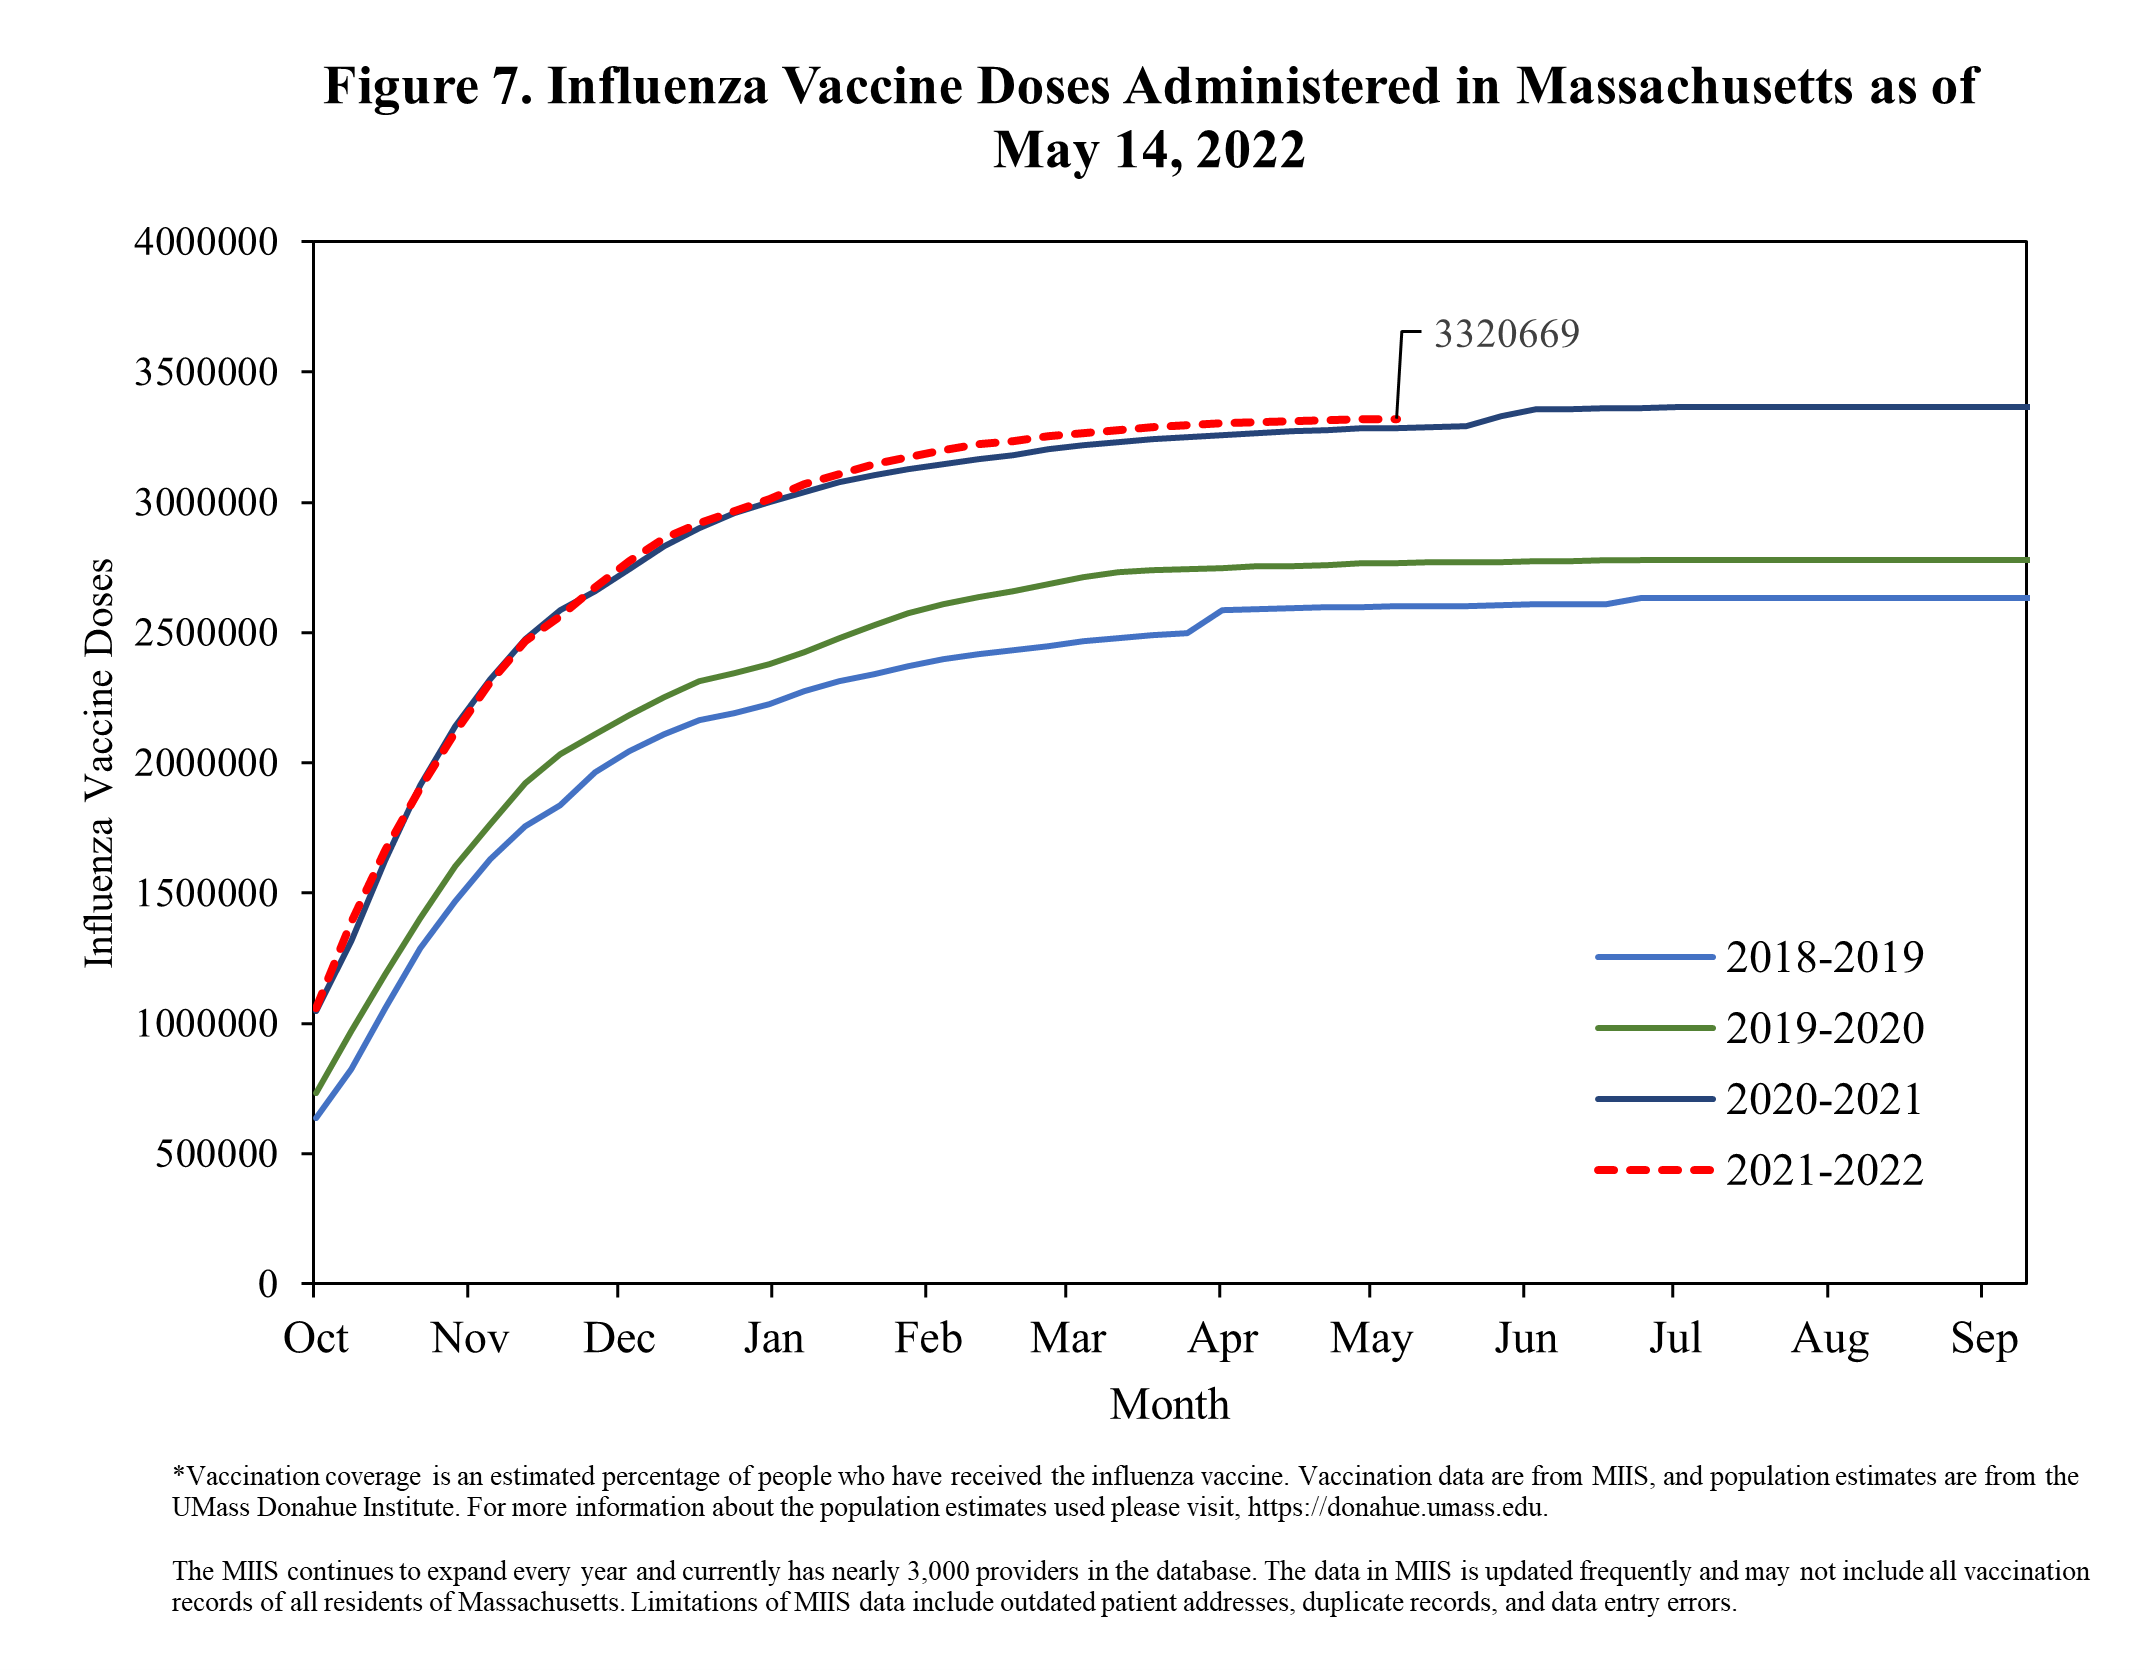 Figure 7. Influenza Vaccine Doses Administered in Massachusetts as of
May 14, 2022
4000000
3500000
3000000
2500000
2000000
1500000
1000000
500000
0
Influenza Vaccine Doses
3320669
2018-2019
2019-2020
2020-2021
2021-2022
Oct Nov Dec Jan Feb Mar Apr May Jun Jul Aug Sep
Month
*Vaccination coverage is an estimated percentage of people who have received the influenza vaccine. Vaccination data are from MIIS, and population estimates are from the
UMass Donahue Institute. For more information about the population estimates used please visit, https://donahue.umass.edu.
The MIIS continues to expand every year and currently has nearly 3,000 providers in the database. The data in MIIS is updated frequently and may not include all vaccination
records of all residents of Massachusetts. Limitations of MIIS data include outdated patient addresses, duplicate records, and data entry errors.